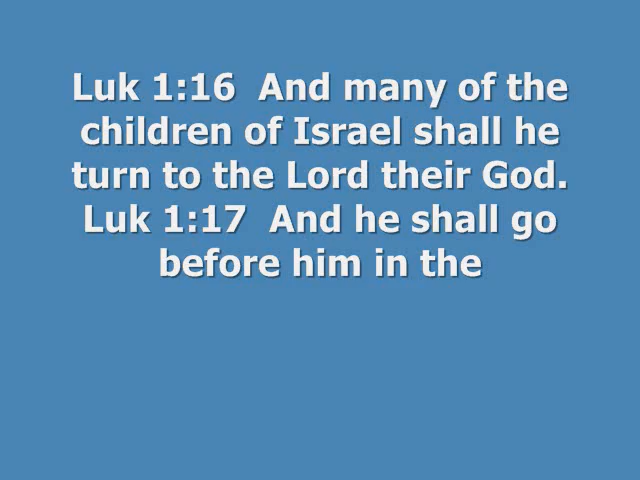 Luk 1:16  And many of the
children of Israel shall he
turn to the Lord their God.
Luk 1:17  And he shall go
before him in the